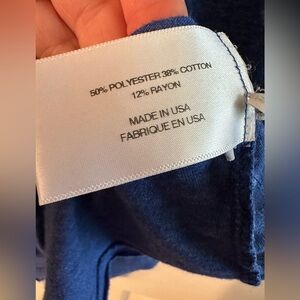 50% POLYESTER 38% COTTON
12% RAYON
MADE IN USA
FABRIQUE EN USA